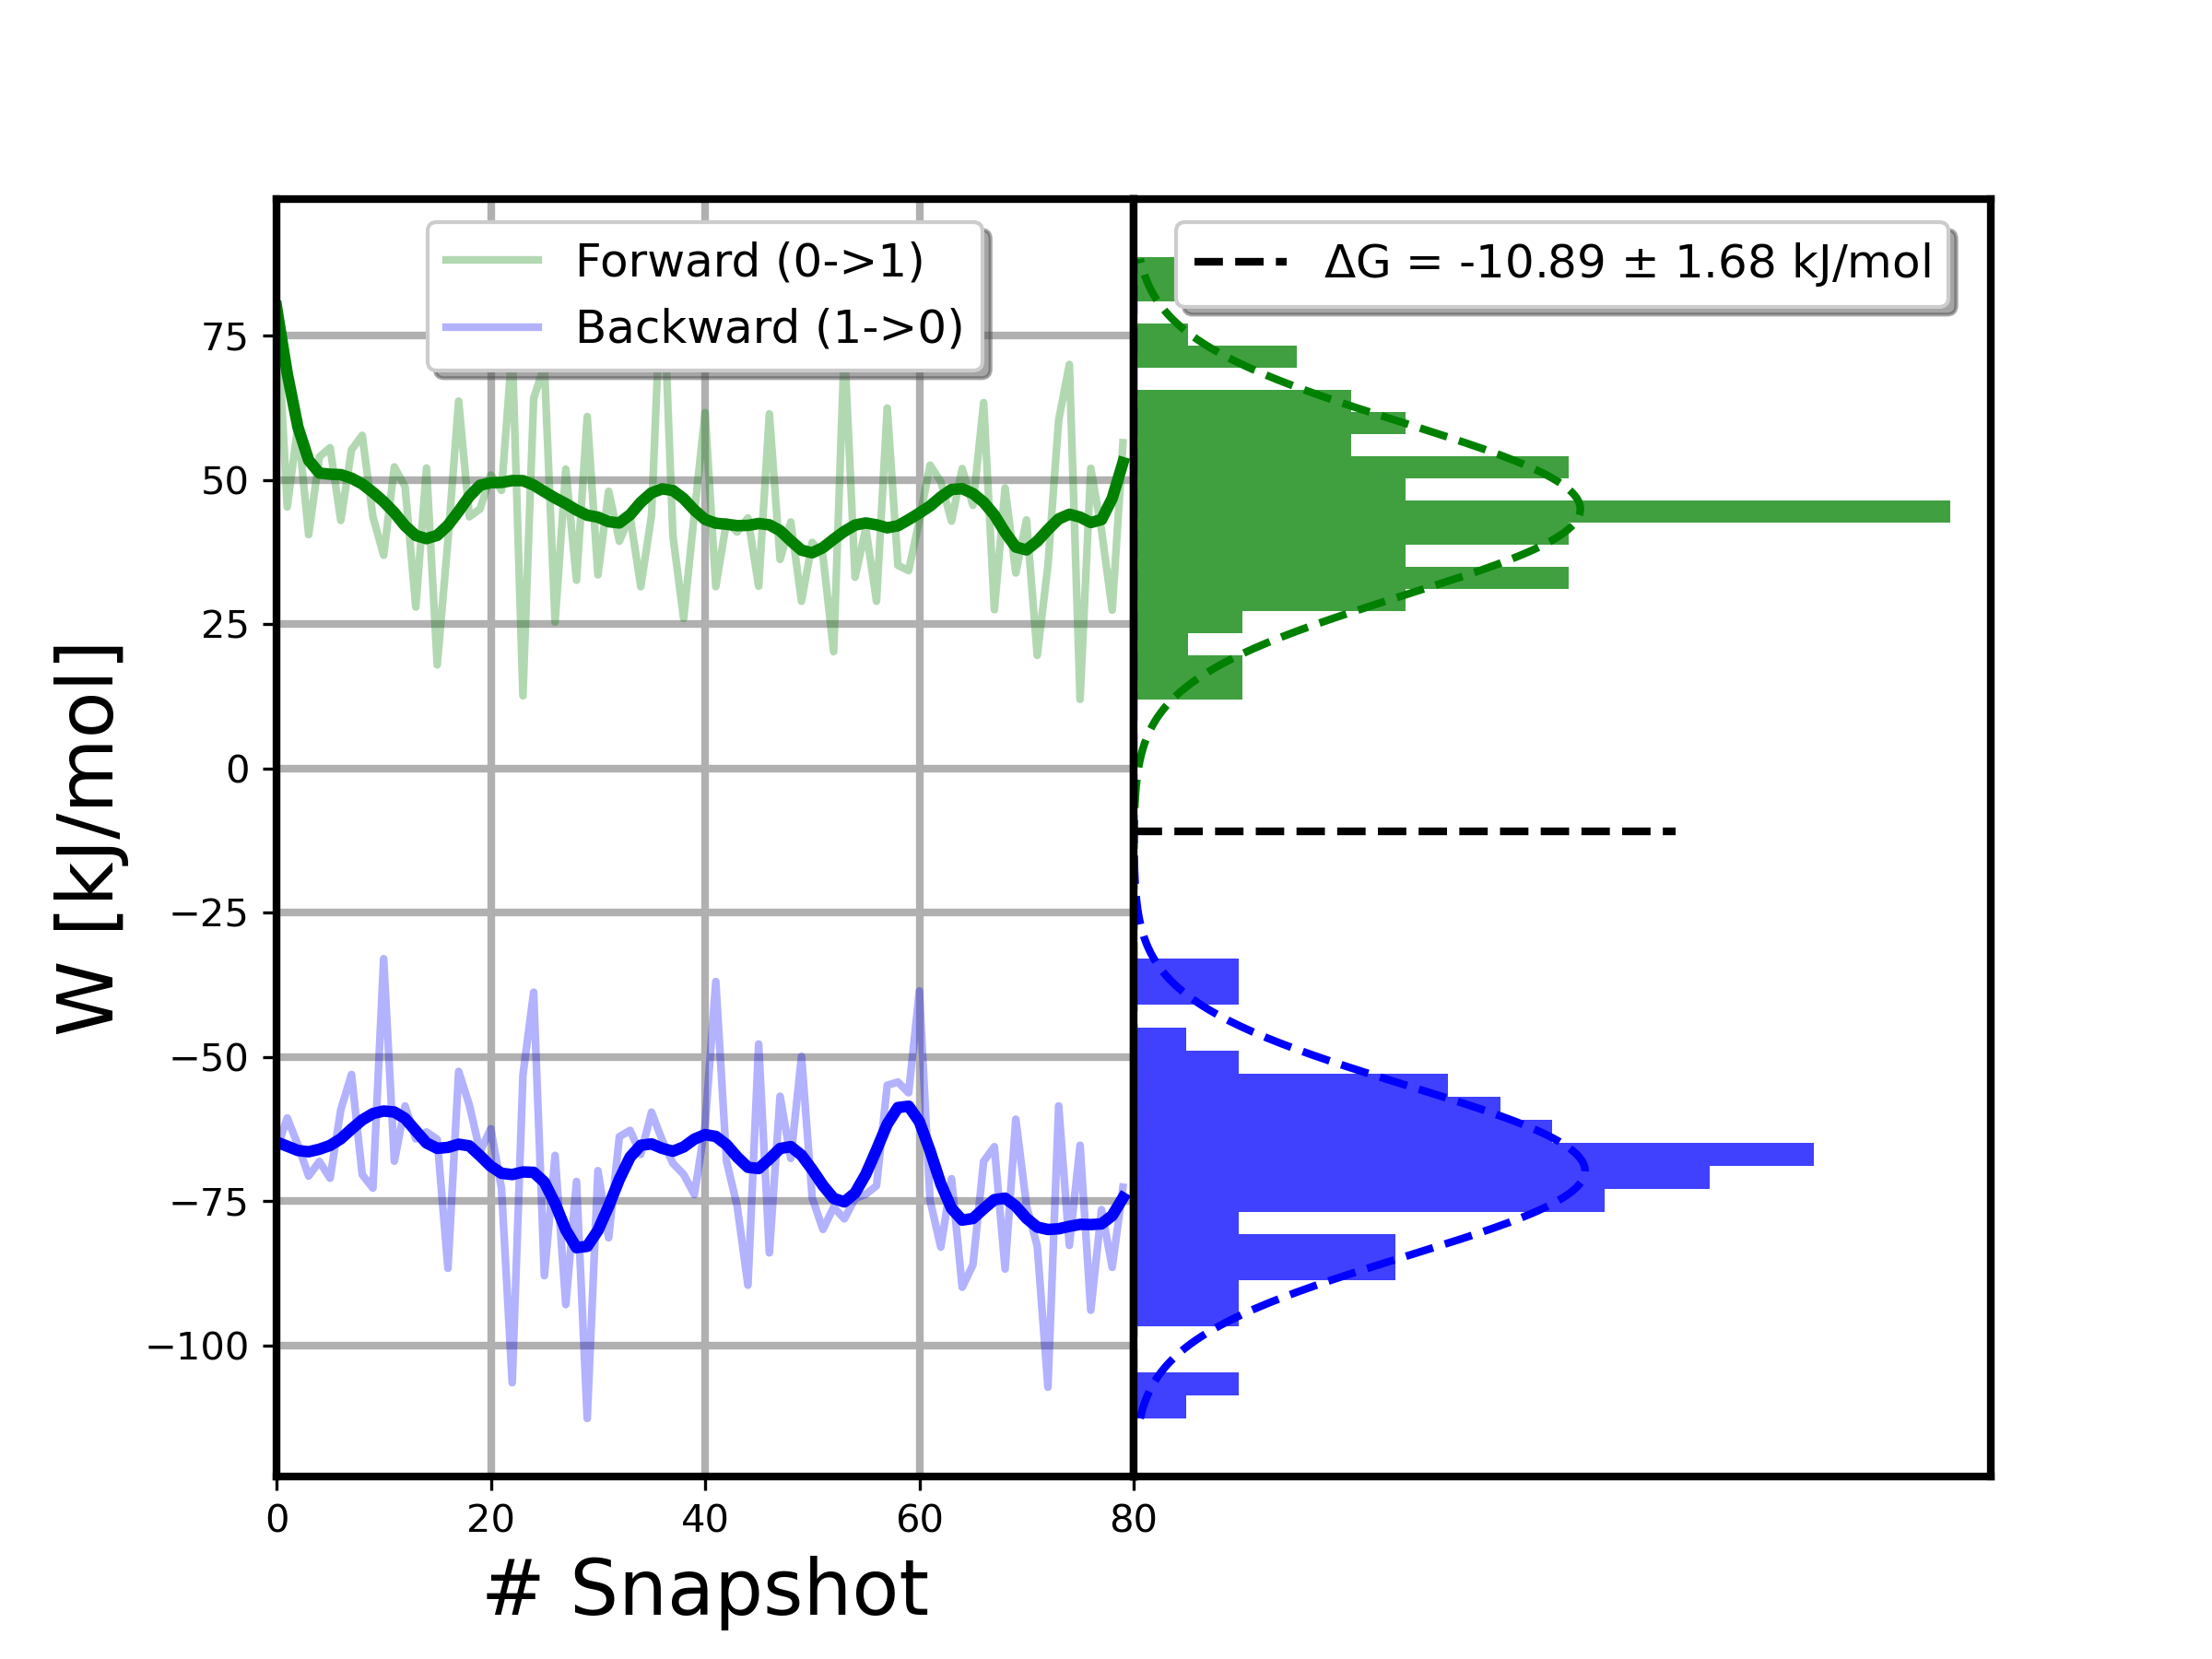 Forward (0->1)
Backward (1->0)
ΔG = -10.89 ± 1.68 kJ/mol
75
50
25
0
−25
−50
−75
−100
W [kJ/mol]
0
20
40
60
80
# Snapshot